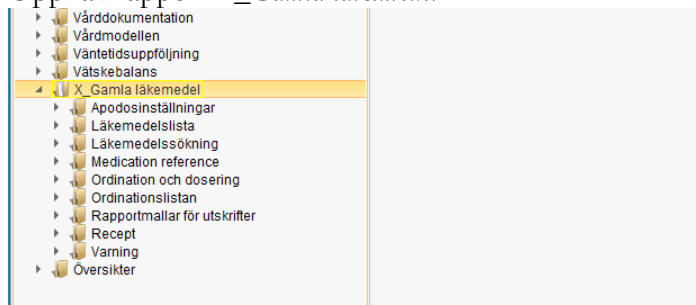 Vårddokumentation
Vårdmodellen
Väntetidsuppföljning
Vätskebalans
X_Gamla läkemedel
Apodosinställningar
Läkemedelslista
Läkemedelssökning
Medication reference
Ordination och dosering
Ordinationslistan
Rapportmallar för utskrifter
Recept
Varning
Översikter